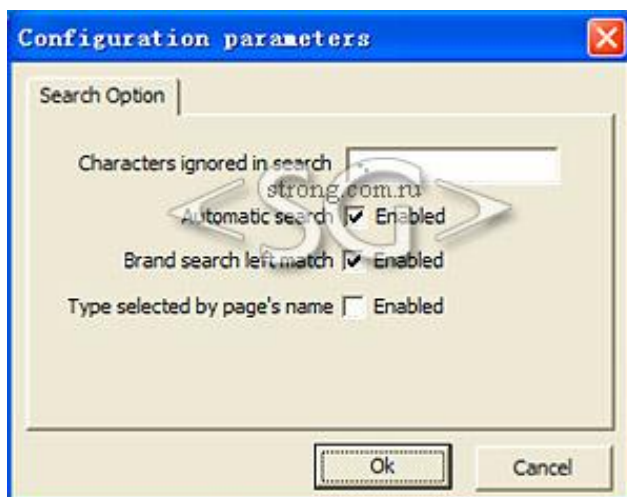 Configuration parameters
Search Option
Characters ignored in search
strong.com.ru
<SG>
Automatic search Enabled
Brand search left match Enabled
Type selected by page's name Enabled
Ok Cancel